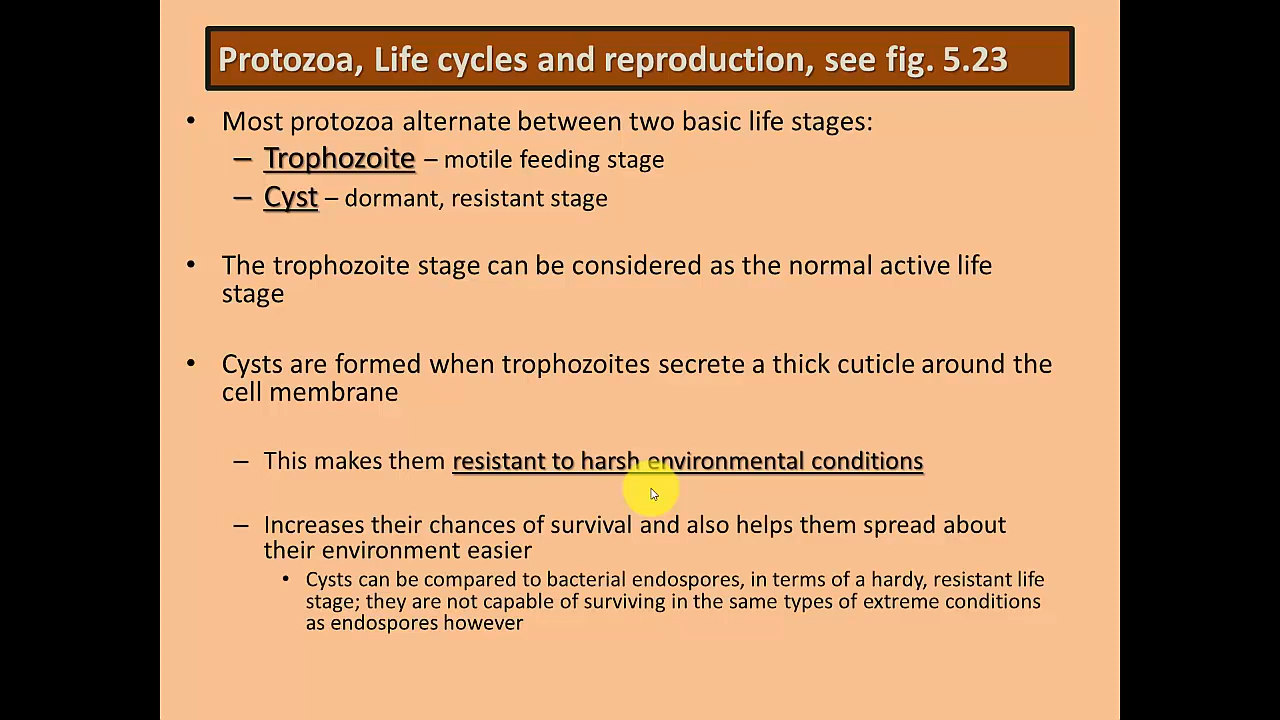 Protozoa, Life cycles and reproduction, see fig. 5.23
• Most protozoa alternate between two basic life stages:
– Trophozoite – motile feeding stage
– Cyst – dormant, resistant stage
• The trophozoite stage can be considered as the normal active life
stage
• Cysts are formed when trophozoites secrete a thick cuticle around the
cell membrane
– This makes them resistant to harsh environmental conditions
– Increases their chances of survival and also helps them spread about
their environment easier
• Cysts can be compared to bacterial endospores, in terms of a hardy, resistant life
stage; they are not capable of surviving in the same types of extreme conditions
as endospores however